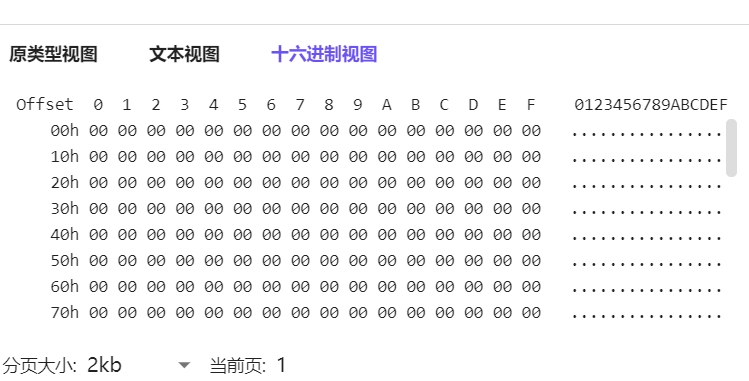 原类型视图 文本视图 十六进制视图
Offset 0 1 2 3 4 5 6 7 8 9 A B C D E F 0123456789ABCDEF
00h 00 00 00 00 00 00 00 00 00 00 00 00 00 00 00 00 ................
10h 00 00 00 00 00 00 00 00 00 00 00 00 00 00 00 00 ................
20h 00 00 00 00 00 00 00 00 00 00 00 00 00 00 00 00 ................
30h 00 00 00 00 00 00 00 00 00 00 00 00 00 00 00 00 ................
40h 00 00 00 00 00 00 00 00 00 00 00 00 00 00 00 00 ................
50h 00 00 00 00 00 00 00 00 00 00 00 00 00 00 00 00 ................
60h 00 00 00 00 00 00 00 00 00 00 00 00 00 00 00 00 ................
70h 00 00 00 00 00 00 00 00 00 00 00 00 00 00 00 00 ................
分页大小: 2kb 当前页: 1